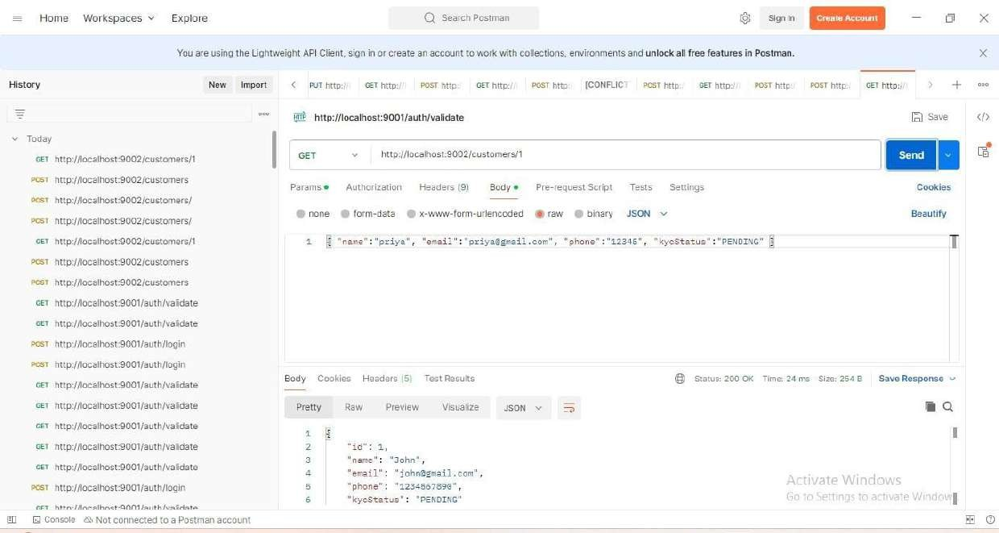 Home Workspaces Explore Search Postman Sign In Create Account
You are using the Lightweight API Client, sign in or create an account to work with collections, environments and unlock all free features in Postman.
History New Import
PUT http:// GET http:// POST http: GET http:// POST http: [CONFLICT POST http: GET http:// POST http: POST http: GET http://
HTTP http://localhost:9001/auth/validate Save
Today
GET http://localhost:9002/customers/1
POST http://localhost:9002/customers
POST http://localhost:9002/customers/
POST http://localhost:9002/customers/
GET http://localhost:9002/customers/1
POST http://localhost:9002/customers
POST http://localhost:9002/customers
GET http://localhost:9001/auth/validate
GET http://localhost:9001/auth/validate
POST http://localhost:9001/auth/login
POST http://localhost:9001/auth/login
GET http://localhost:9001/auth/validate
GET http://localhost:9001/auth/validate
GET http://localhost:9001/auth/validate
GET http://localhost:9001/auth/validate
GET http://localhost:9001/auth/validate
POST http://localhost:9001/auth/login
GET http://localhost:9001/auth/validate
GET http://localhost:9002/customers/1 Send
Params Authorization Headers (9) Body Pre-request Script Tests Settings Cookies
none form-data x-www-form-urlencoded raw binary JSON Beautify
1 { "name":"priya", "email":"priya@gmail.com", "phone":"12345", "kycStatus":"PENDING" }
Body Cookies Headers (5) Test Results Status: 200 OK Time: 24 ms Size: 254 B Save Response
Pretty Raw Preview Visualize JSON
1 {
2 "id": 1,
3 "name": "John",
4 "email": "john@gmail.com",
5 "phone": "1234567890",
6 "kycStatus": "PENDING"
Activate Windows
Go to Settings to activate Window
Console Not connected to a Postman account